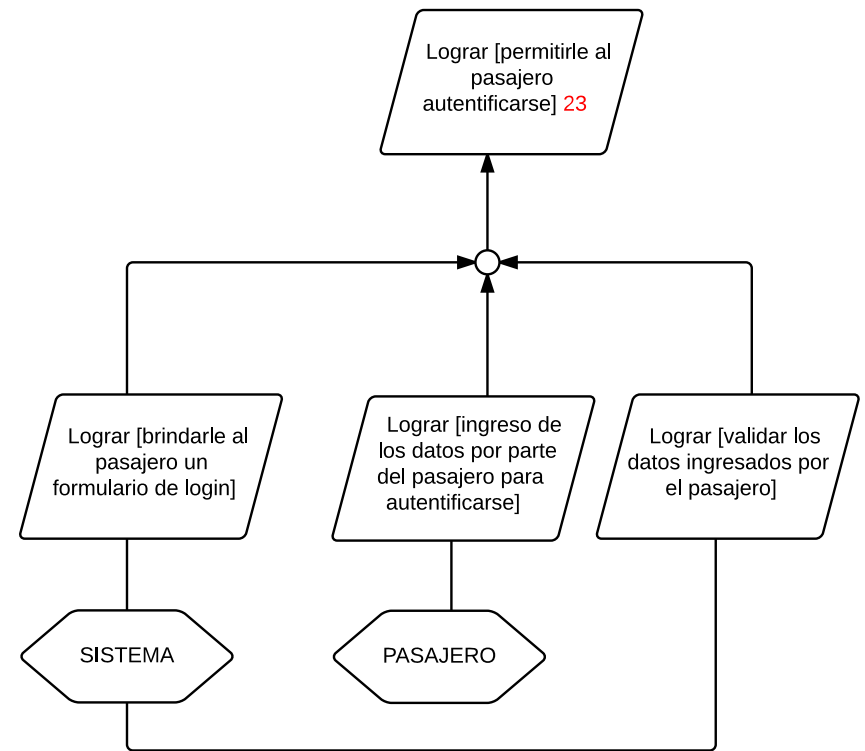 Lograr [permitirle al
pasajero
autentificarse] 23
Lograr [brindarle al
pasajero un
formulario de login]
Lograr [ingreso de
los datos por parte
del pasajero para
autentificarse]
Lograr [validar los
datos ingresados por
el pasajero]
SISTEMA
PASAJERO